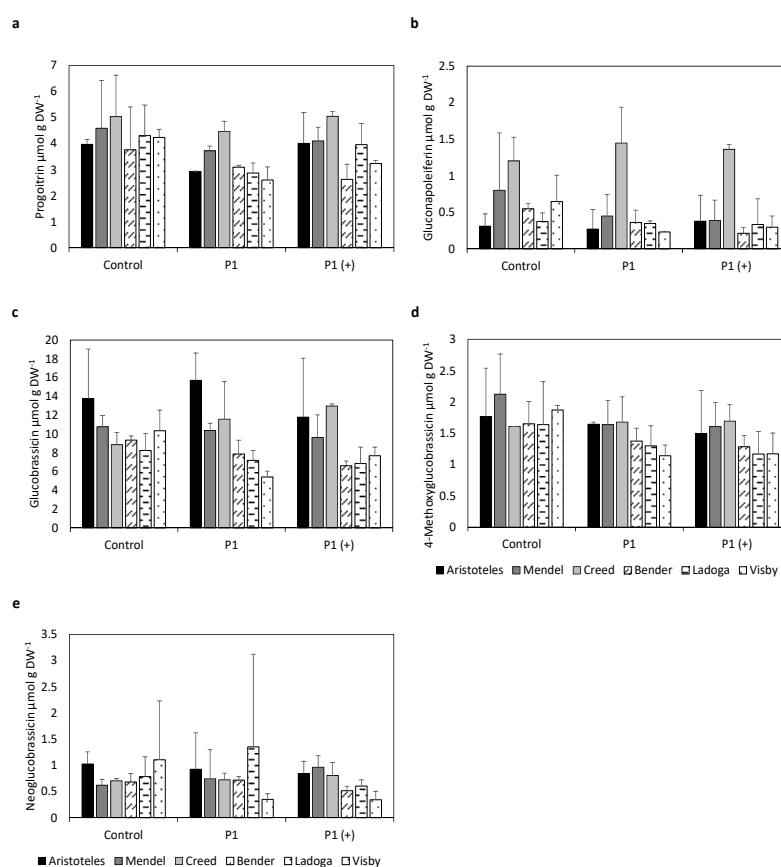 a
Progoitrin µmol g DW-1
7
6
5
4
3
2
1
0
Control P1 P1 (+)
b
Gluconapoleiferin µmol g DW-1
2.5
2
1.5
1
0.5
0
Control P1 P1 (+)
c
Glucobrassicin µmol g DW-1
20
18
16
14
12
10
8
6
4
2
0
Control P1 P1 (+)
d
4-Methoxyglucobrassicin µmol g DW-1
3
2.5
2
1.5
1
0.5
0
Control P1 P1 (+)
Aristoteles Mendel Creed Bender Ladoga Visby
e
Neoglucobrassicin µmol g DW-1
3.5
3
2.5
2
1.5
1
0.5
0
Control P1 P1 (+)
Aristoteles Mendel Creed Bender Ladoga Visby